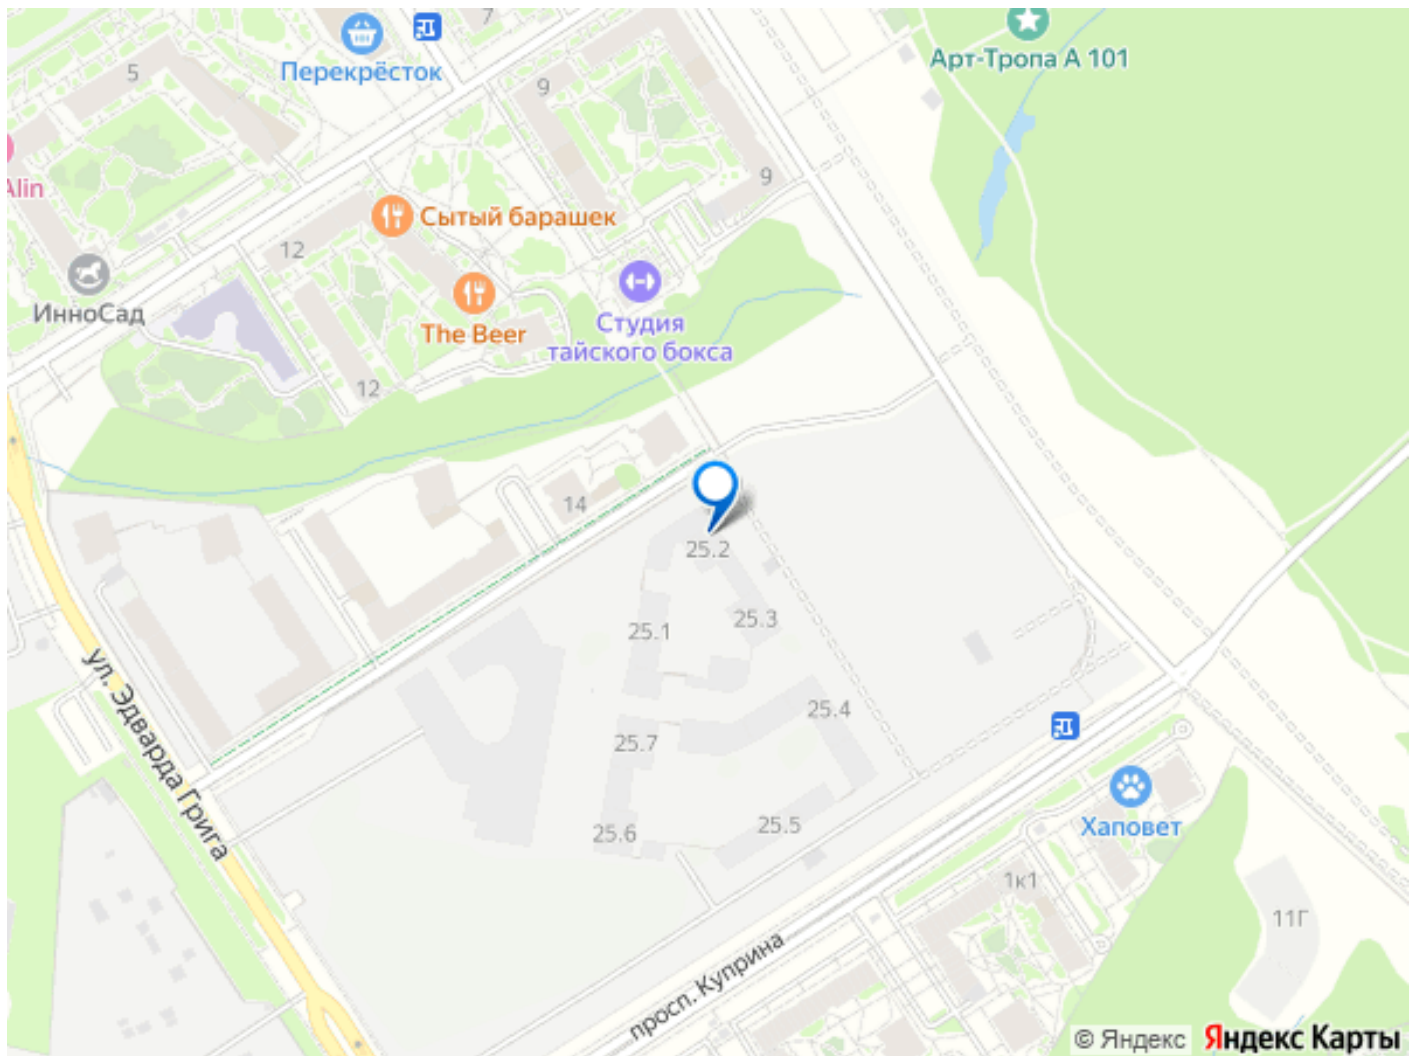 7
Перекрёсток
Арт-Тропа А 101
5
9
Alin
9
Сытый барашек
12
ИнноСад
The Beer
Студия
тайского бокса
12
14
25.2
25.3
25.1
ул. Эдварда Грига
25.4
25.7
25.5
25.6
Хаповет
1к1
11Г
просп. Куприна
© Яндекс Яндекс Карты